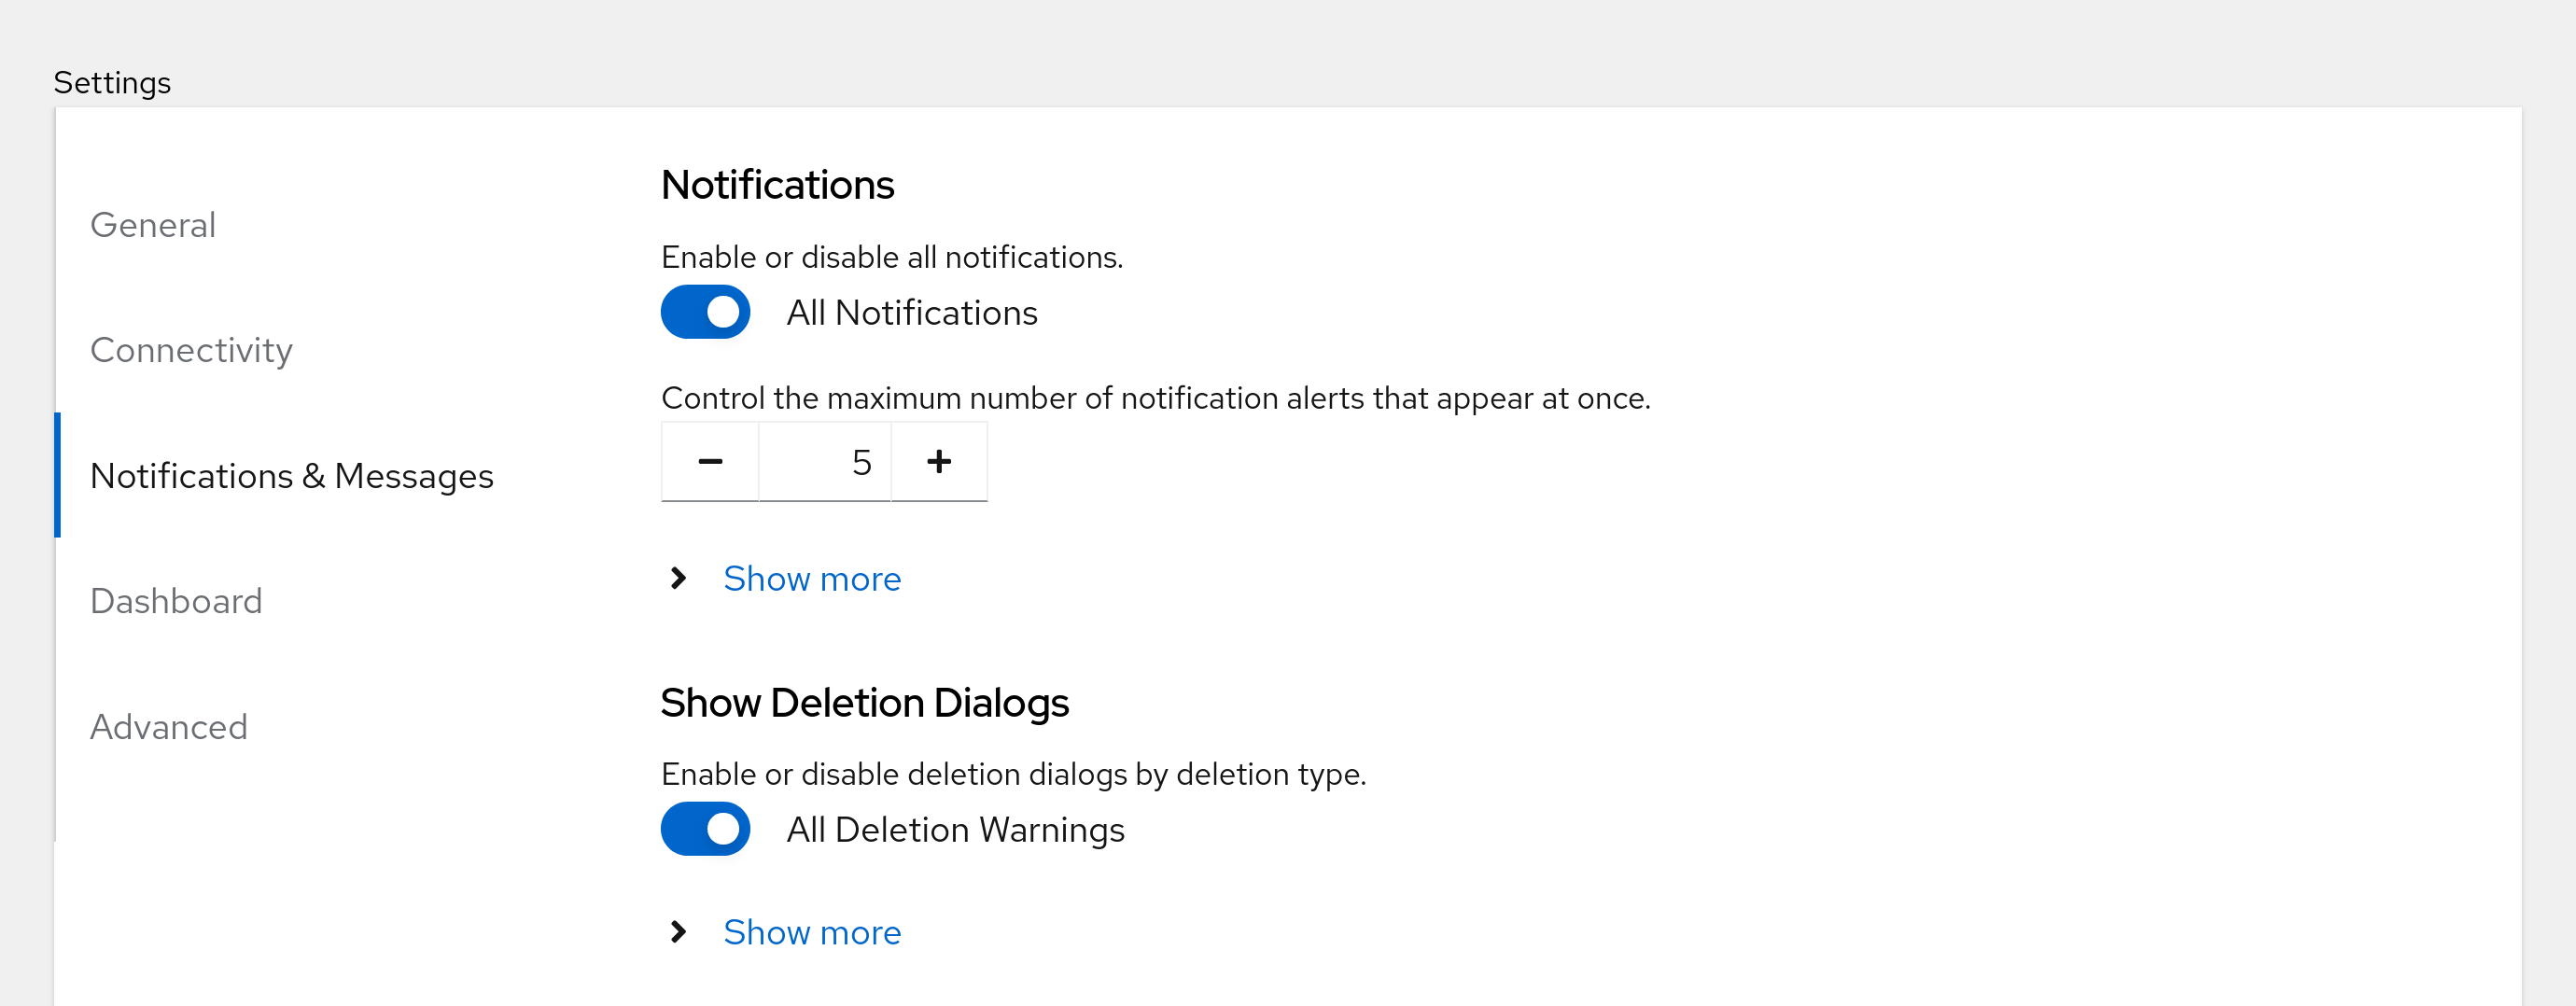 Settings
General
Connectivity
Notifications & Messages
Dashboard
Advanced
Notifications
Enable or disable all notifications.
All Notifications
Control the maximum number of notification alerts that appear at once.
5
Show more
Show Deletion Dialogs
Enable or disable deletion dialogs by deletion type.
All Deletion Warnings
Show more